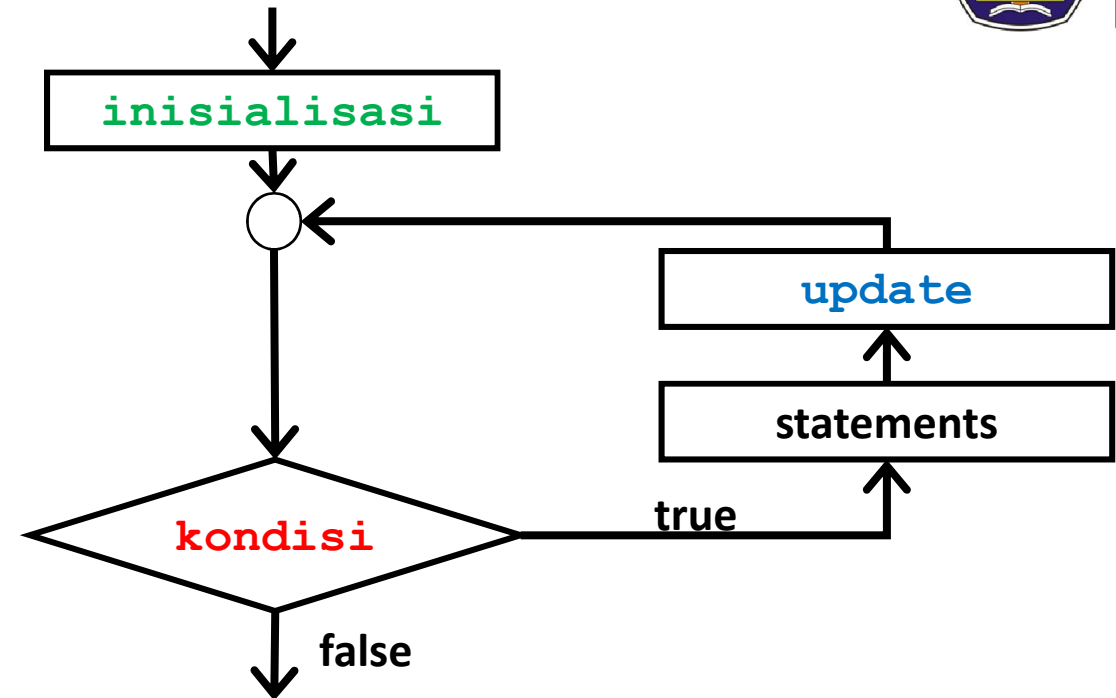 inisialisasi
update
statements
kondisi
true
false